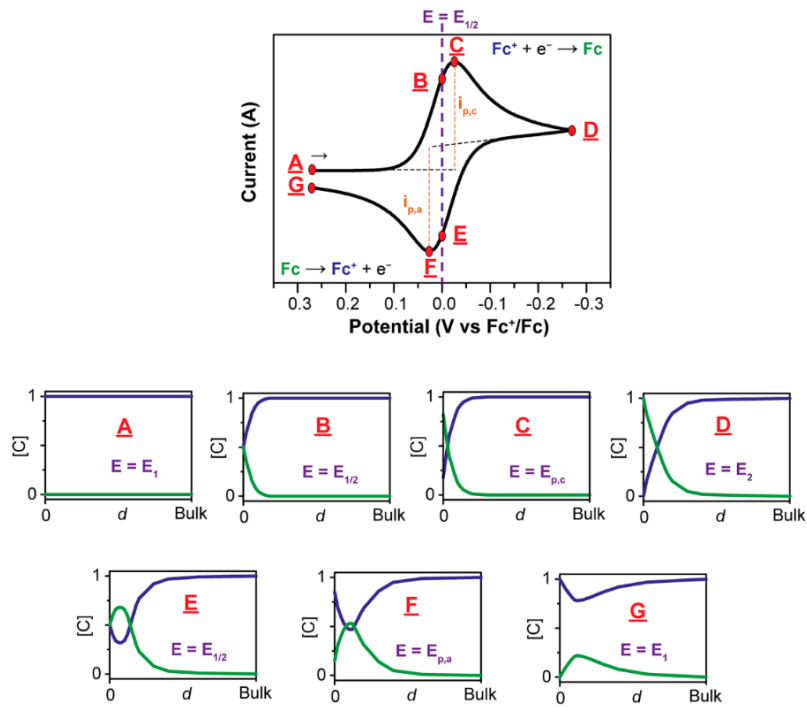 E = E1/2
C
Fc⁺ + e⁻ → Fc
B
i p,c
D
A →
G
i p,a
E
Fc → Fc⁺ + e⁻
F
Current (A)
0.3 0.2 0.1 0.0 -0.1 -0.2 -0.3
Potential (V vs Fc⁺/Fc)
1
[C]
0
A
E = E1
0 d Bulk
1
0
B
E = E1/2
0 d Bulk
1
0
C
E = Ep,c
0 d Bulk
1
0
D
E = E2
0 d Bulk
1
[C]
0
E
E = E1/2
0 d Bulk
1
[C]
0
F
E = Ep,a
0 d Bulk
1
[C]
0
G
E = E1
0 d Bulk